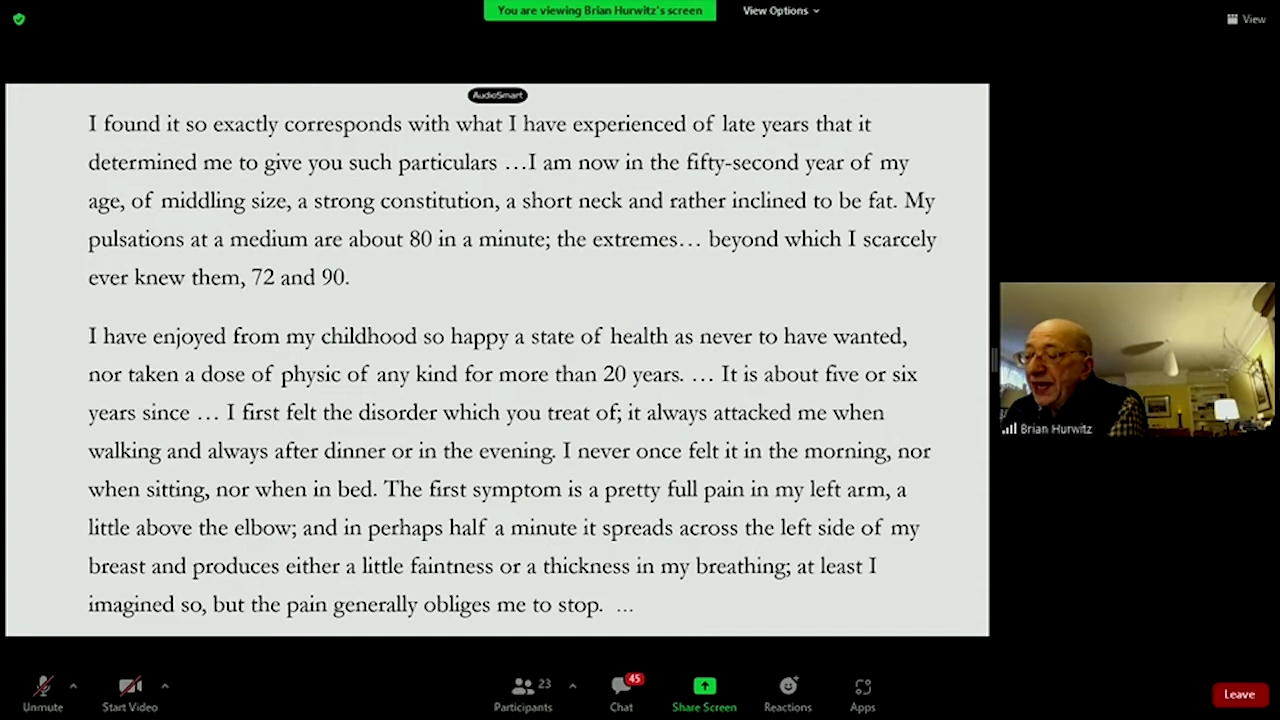 You are viewing Brian Hurwitz's screen
View Options
View
AudioSmart
I found it so exactly corresponds with what I have experienced of late years that it
determined me to give you such particulars …I am now in the fifty-second year of my
age, of middling size, a strong constitution, a short neck and rather inclined to be fat. My
pulsations at a medium are about 80 in a minute; the extremes… beyond which I scarcely
ever knew them, 72 and 90.
I have enjoyed from my childhood so happy a state of health as never to have wanted,
nor taken a dose of physic of any kind for more than 20 years. … It is about five or six
years since … I first felt the disorder which you treat of; it always attacked me when
walking and always after dinner or in the evening. I never once felt it in the morning, nor
when sitting, nor when in bed. The first symptom is a pretty full pain in my left arm, a
little above the elbow; and in perhaps half a minute it spreads across the left side of my
breast and produces either a little faintness or a thickness in my breathing; at least I
imagined so, but the pain generally obliges me to stop. …
Brian Hurwitz
Unmute
Start Video
23
Participants
45
Chat
Share Screen
Reactions
Apps
Leave